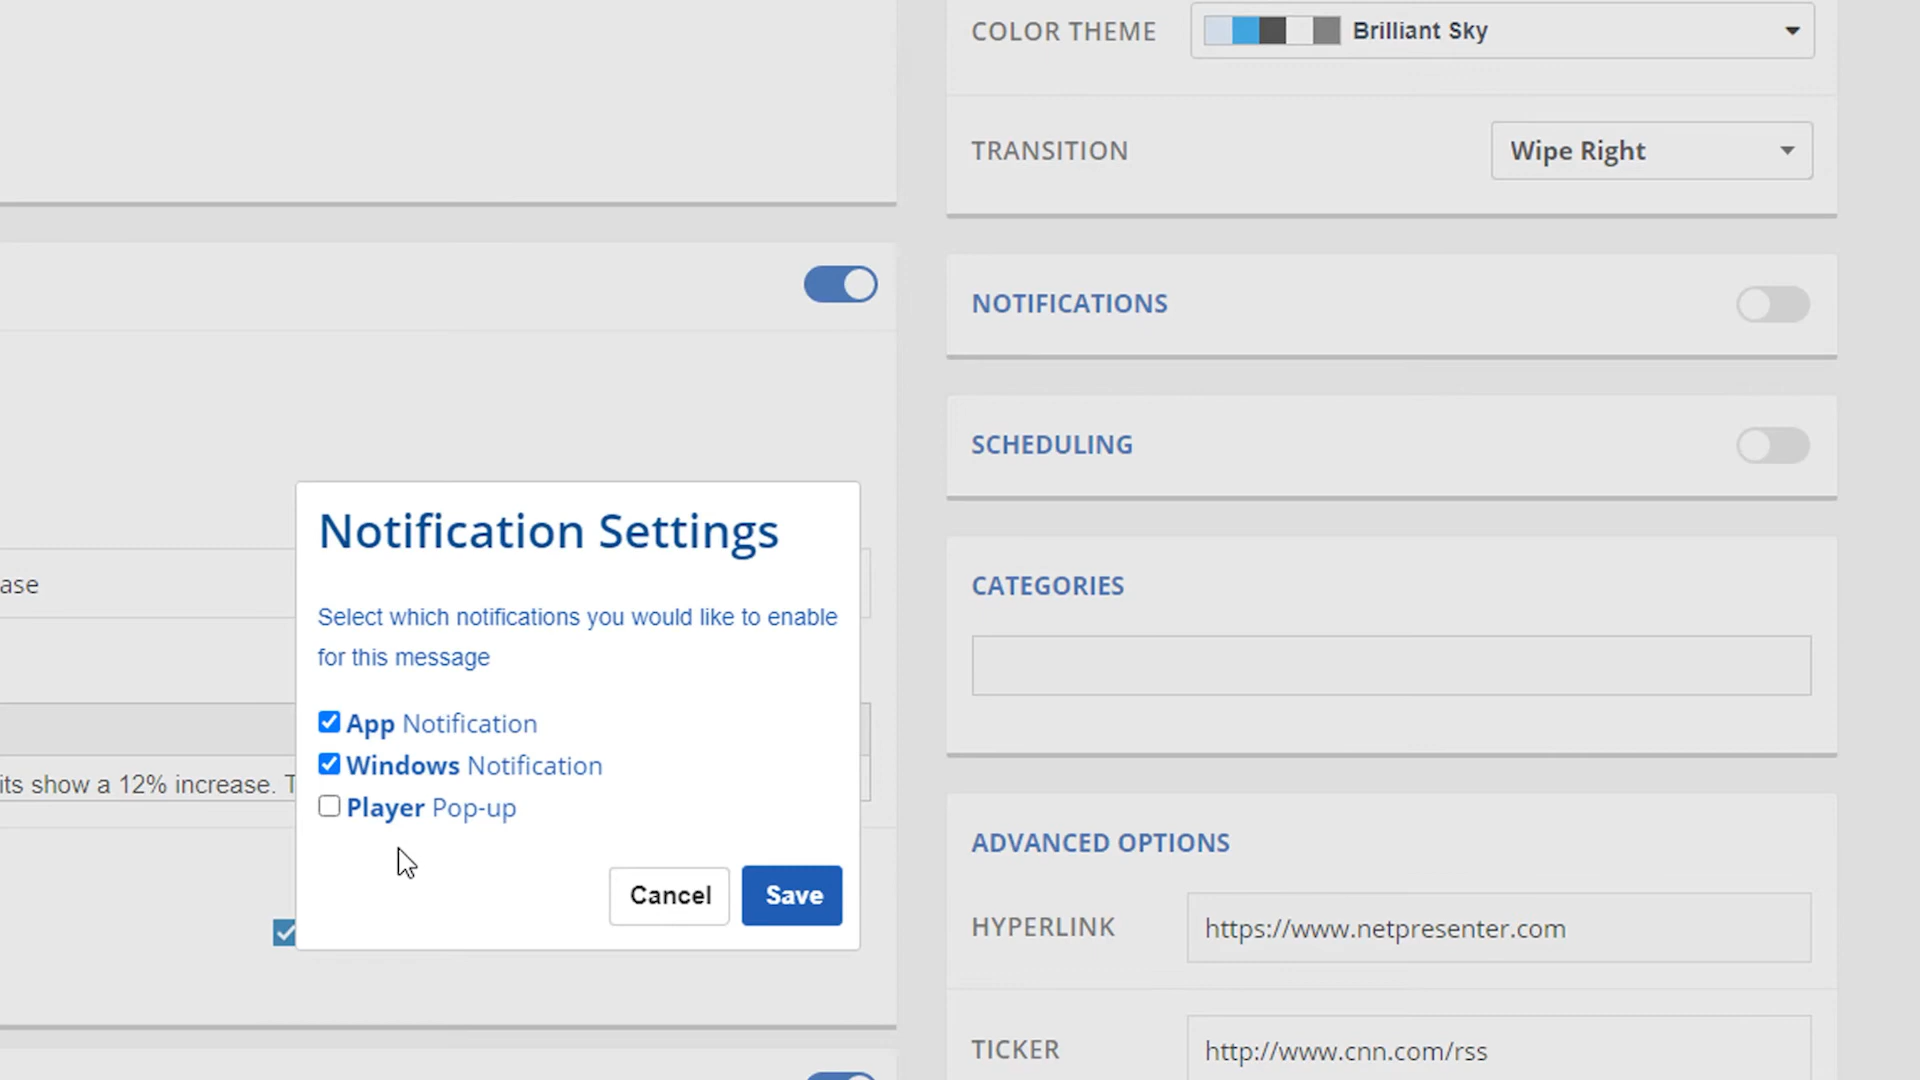 COLOR THEME
Brilliant Sky
TRANSITION
Wipe Right
NOTIFICATIONS
SCHEDULING
CATEGORIES
ADVANCED OPTIONS
HYPERLINK
https://www.netpresenter.com
TICKER
http://www.cnn.com/rss
ase
its show a 12% increase. T
Notification Settings
Select which notifications you would like to enable
for this message
App Notification
Windows Notification
Player Pop-up
Cancel
Save